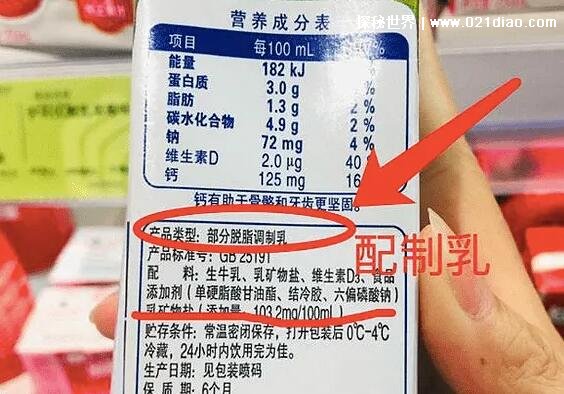 探秘世界 | www.021diao.com
营养成分表
项目 每100 mL
能量 182 kJ %
蛋白质 3.0 g
脂肪 1.3 g 2%
碳水化合物 4.9 g 2%
钠 72 mg 4%
维生素D 2.0 μg 40
钙 125 mg 16
钙有助于骨骼和牙齿更坚固。
产品类型: 部分脱脂调制乳
产品标准号: GB 25191
配制乳
配 料: 生牛乳、乳矿物盐、维生素D₃、食品
添加剂 (单硬脂酸甘油酯、结冷胶、六偏磷酸钠)
乳矿物盐 (添加量: 103.2mg/100mL)
贮存条件: 常温密闭保存, 打开包装后0℃-4℃
冷藏, 24小时内饮用完为佳。
生产日期: 见包装喷码
保 质 期: 6个月